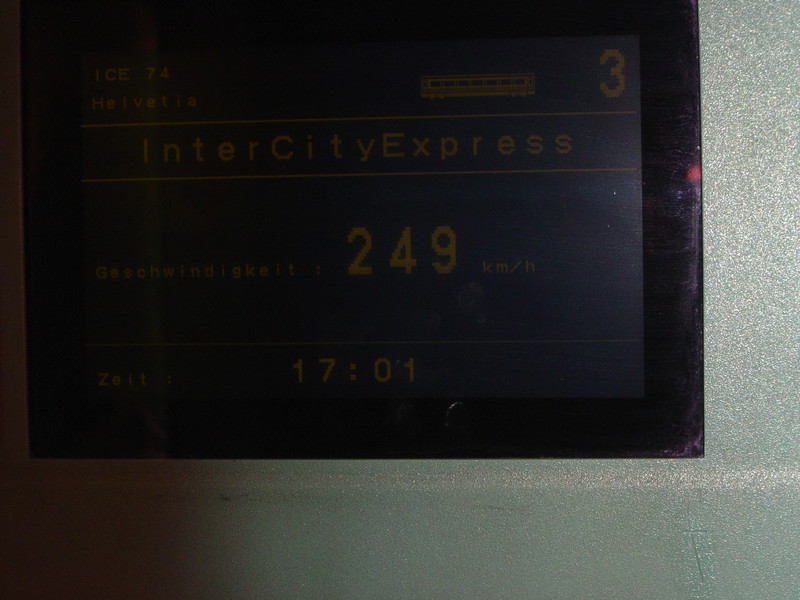 ICE 74
3
Helvetia
InterCityExpress
Geschwindigkeit : 249 km/h
Zeit : 17:01